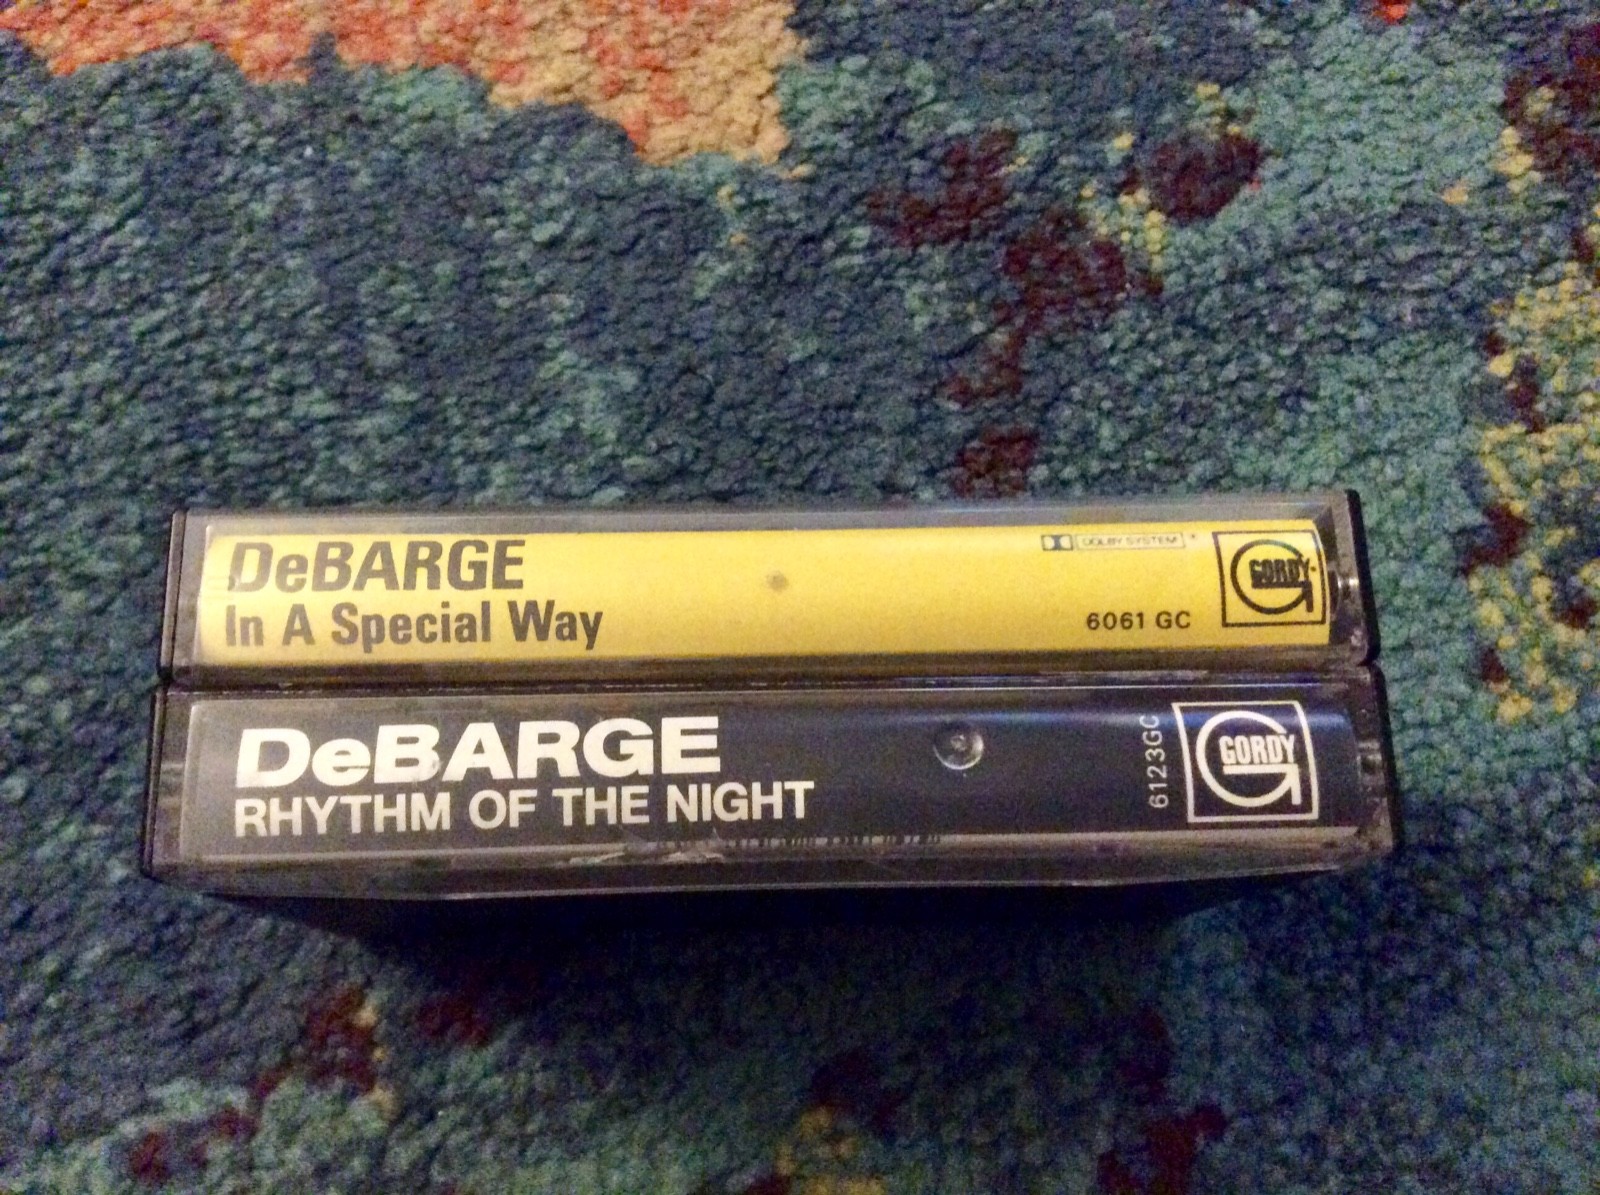 DeBARGE
In A Special Way
DOLBY SYSTEM
6061 GC
GORDY
DeBARGE
RHYTHM OF THE NIGHT
6123GC
GORDY